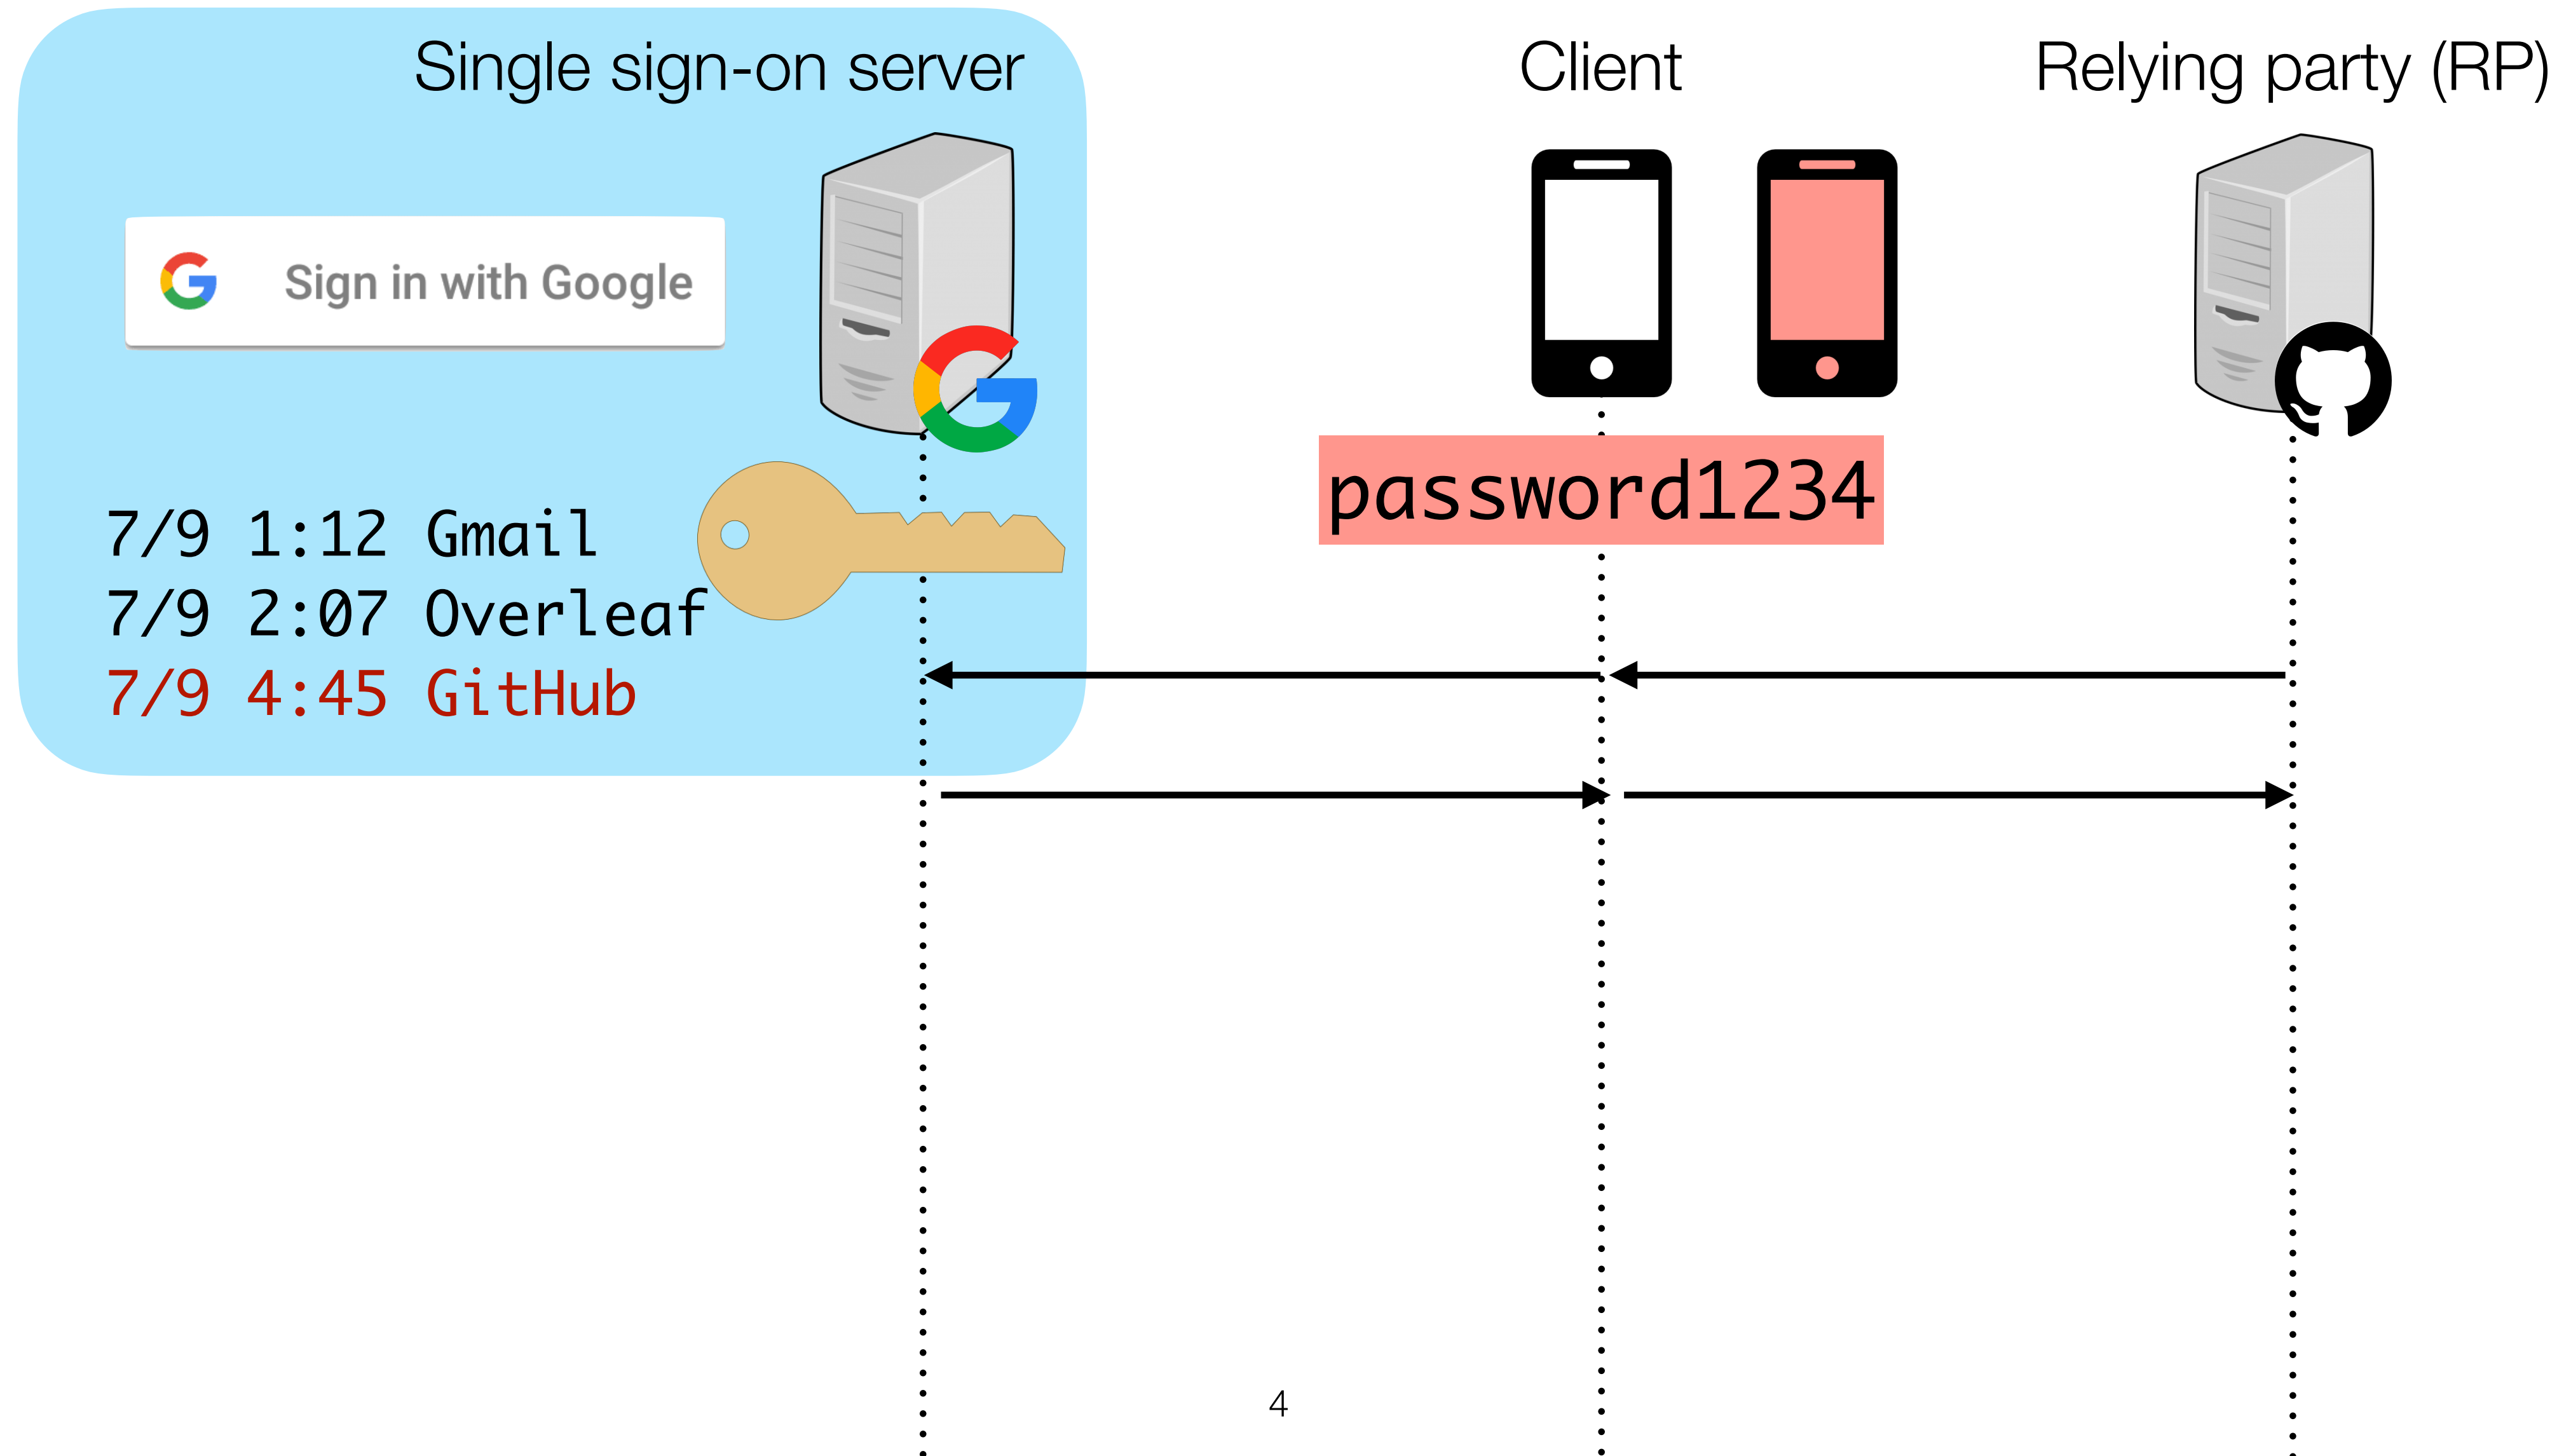 Single sign-on server
Client
Relying party (RP)
Sign in with Google
password1234
7/9 1:12 Gmail
7/9 2:07 Overleaf
7/9 4:45 GitHub
4